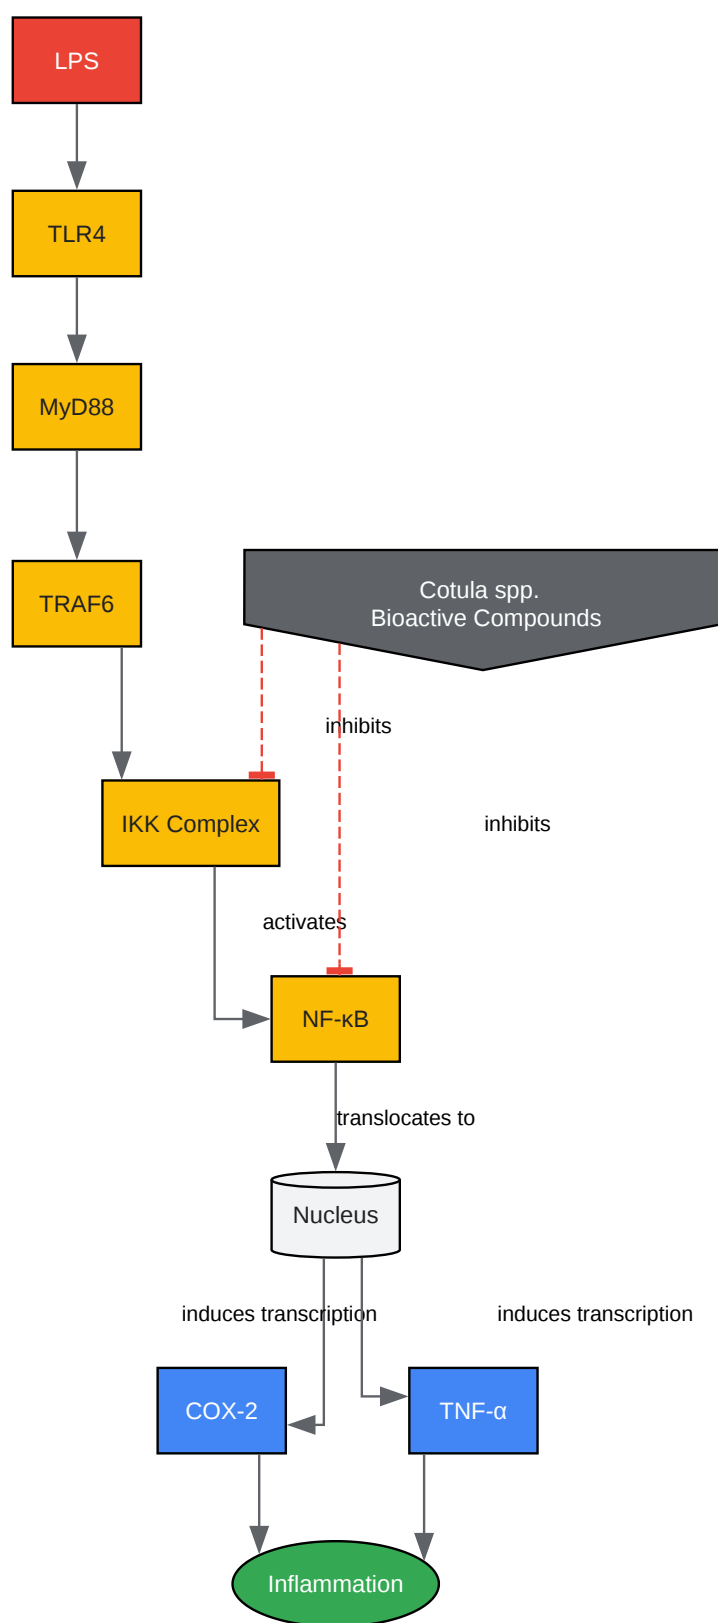 LPS
TLR4
MyD88
TRAF6
Cotula spp.
Bioactive Compounds
inhibits
IKK Complex
inhibits
activates
NF-κB
translocates to
Nucleus
induces transcription
induces transcription
COX-2
TNF-α
Inflammation